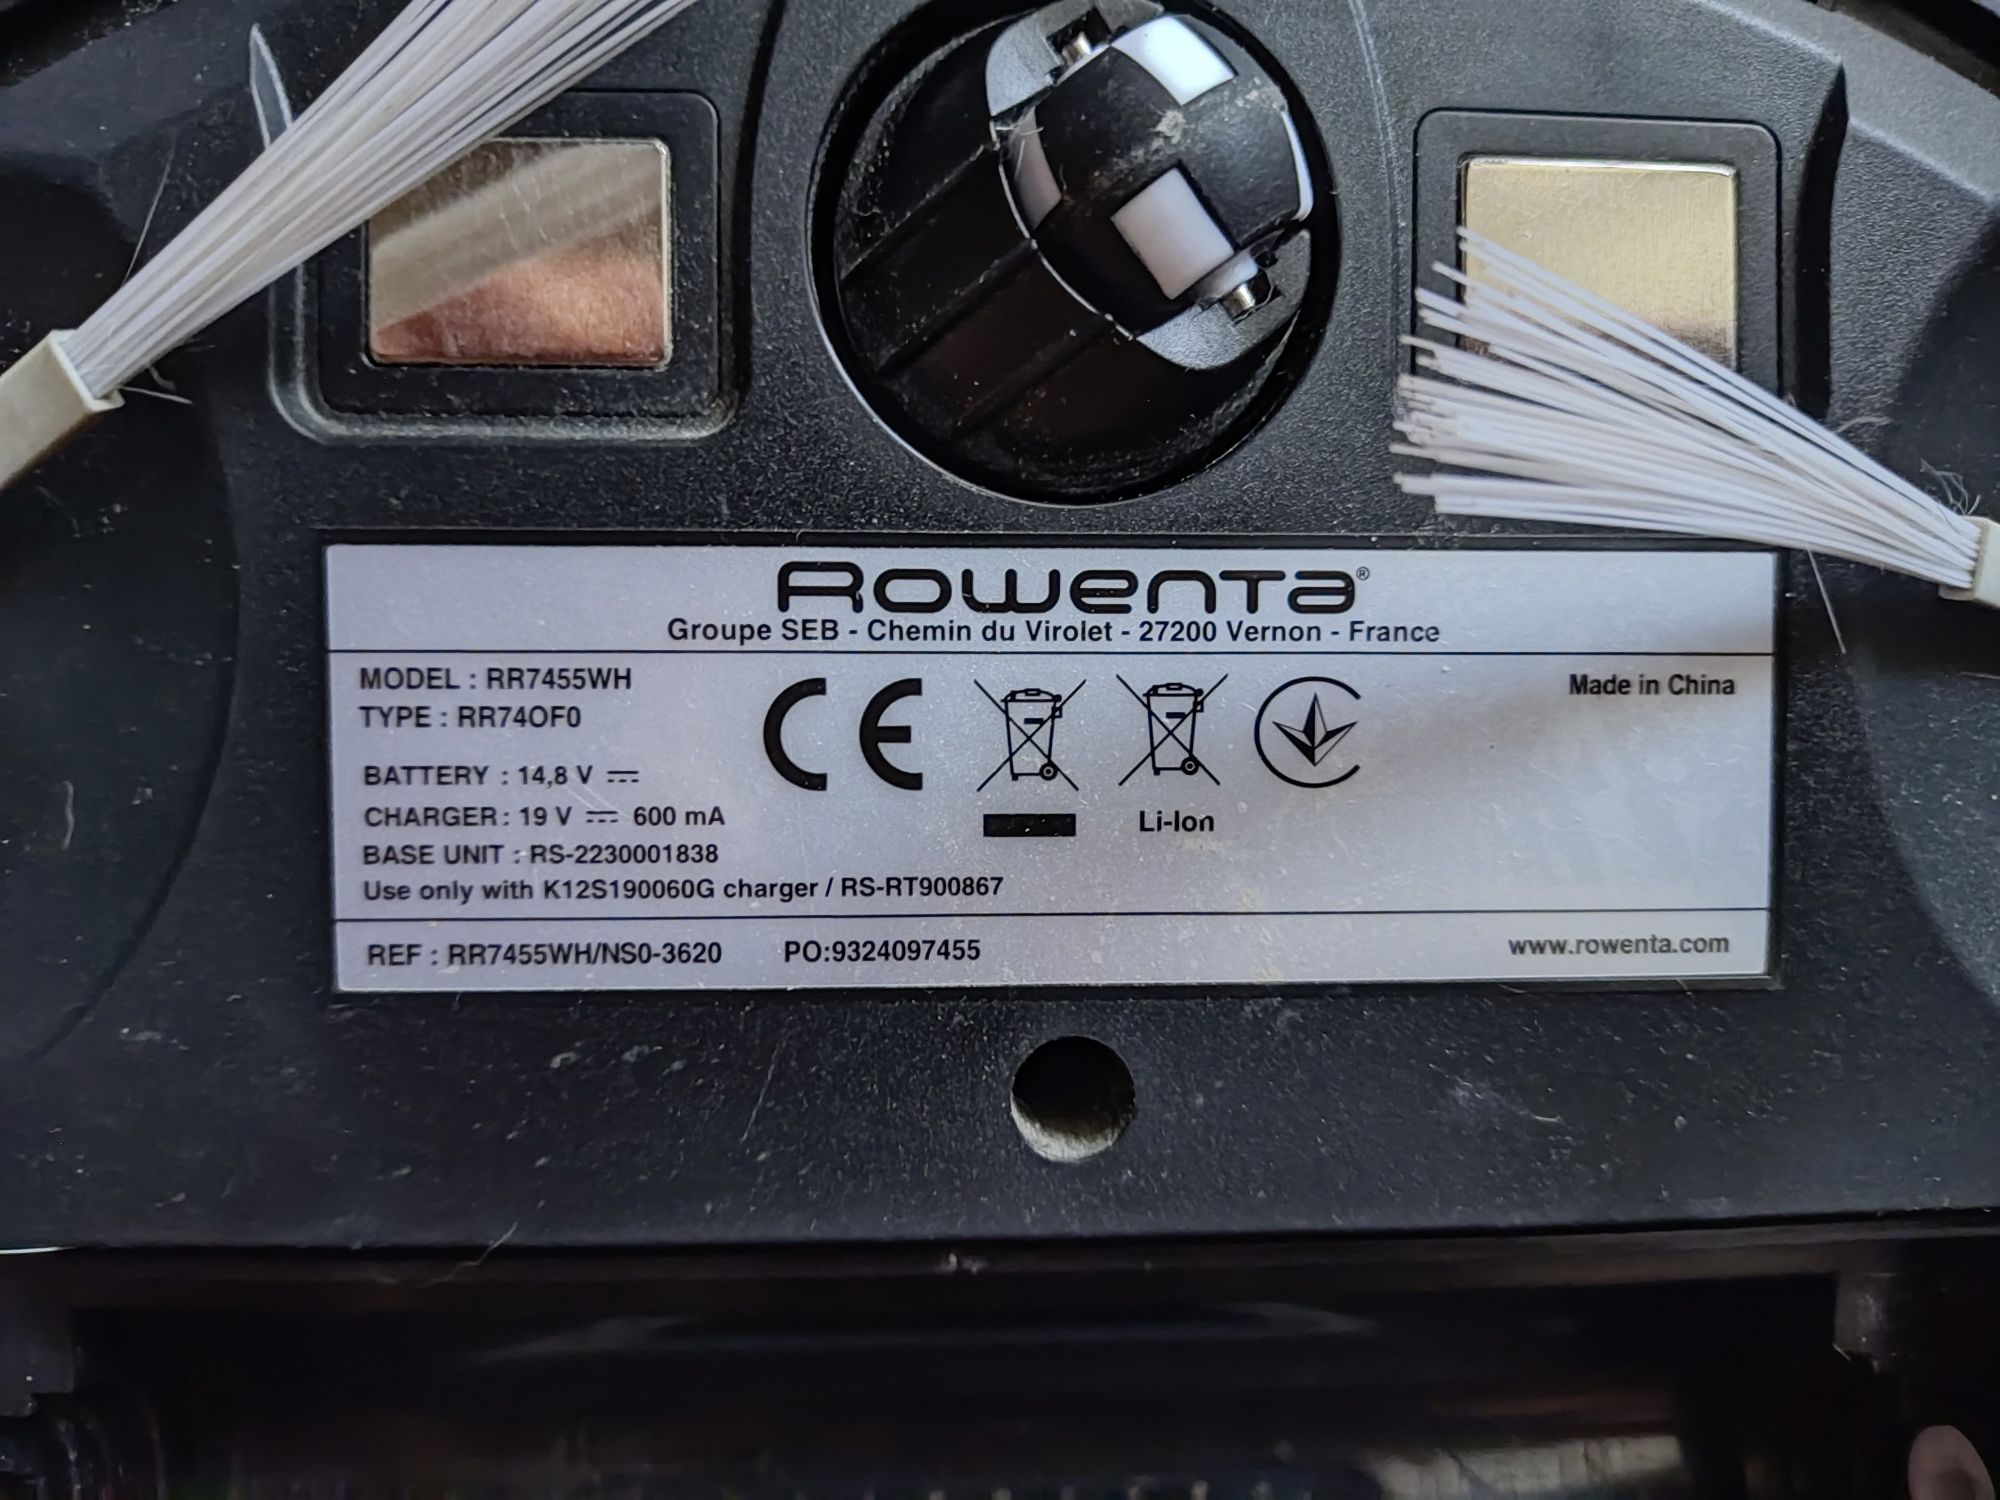 Rowenta®
Groupe SEB - Chemin du Virolet - 27200 Vernon - France
MODEL : RR7455WH
TYPE : RR74OF0
BATTERY : 14,8 V ⎓
CHARGER : 19 V ⎓ 600 mA
BASE UNIT : RS-2230001838
Use only with K12S190060G charger / RS-RT900867
CE
Li-Ion
Made in China
REF : RR7455WH/NS0-3620 PO:9324097455
www.rowenta.com